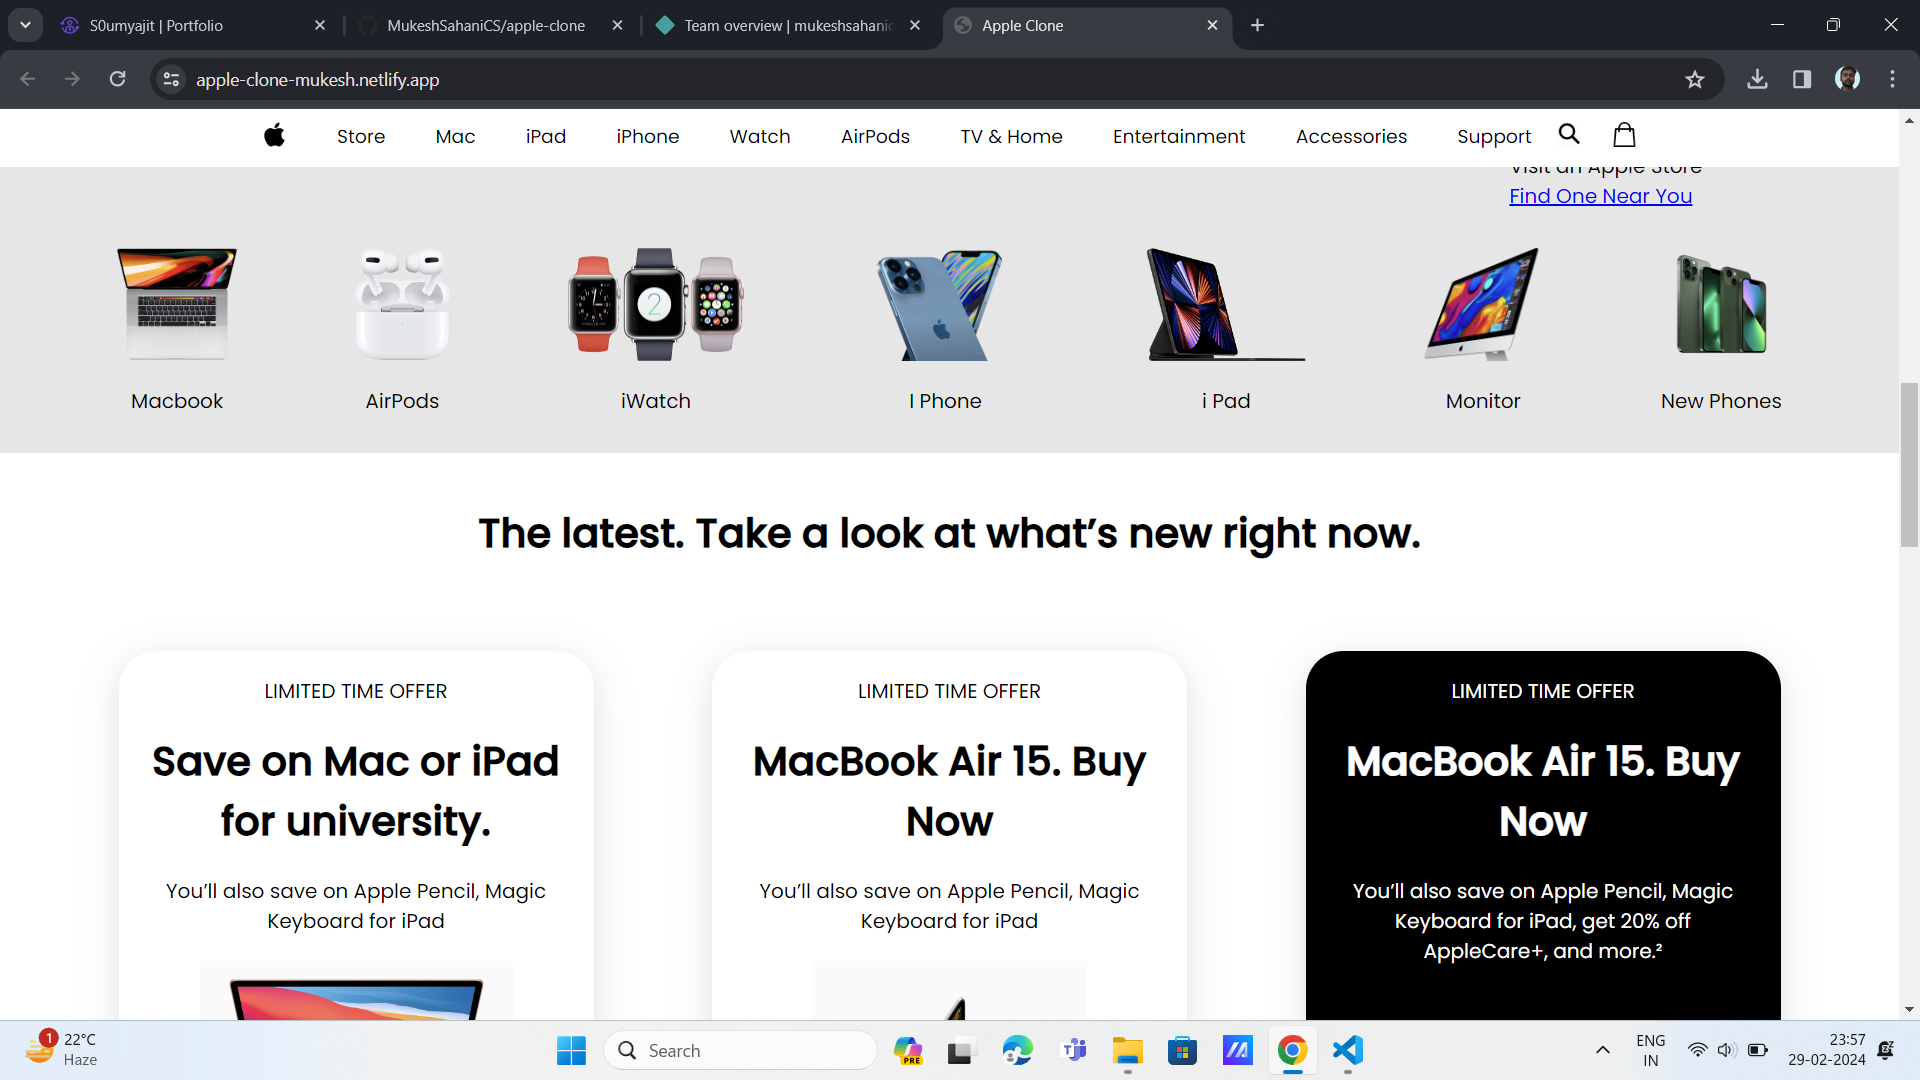 S0umyajit | Portfolio
MukeshSahaniCS/apple-clone
Team overview | mukeshsahanic
Apple Clone
apple-clone-mukesh.netlify.app
Store Mac iPad iPhone Watch AirPods TV & Home Entertainment Accessories Support
Visit an Apple Store
Find One Near You
Macbook AirPods iWatch I Phone i Pad Monitor New Phones
The latest. Take a look at what’s new right now.
LIMITED TIME OFFER
Save on Mac or iPad
for university.
You’ll also save on Apple Pencil, Magic
Keyboard for iPad
LIMITED TIME OFFER
MacBook Air 15. Buy
Now
You’ll also save on Apple Pencil, Magic
Keyboard for iPad
LIMITED TIME OFFER
MacBook Air 15. Buy
Now
You’ll also save on Apple Pencil, Magic
Keyboard for iPad, get 20% off
AppleCare+, and more.²
1
22°C
Haze
Search
PRE
ENG
IN
23:57
29-02-2024